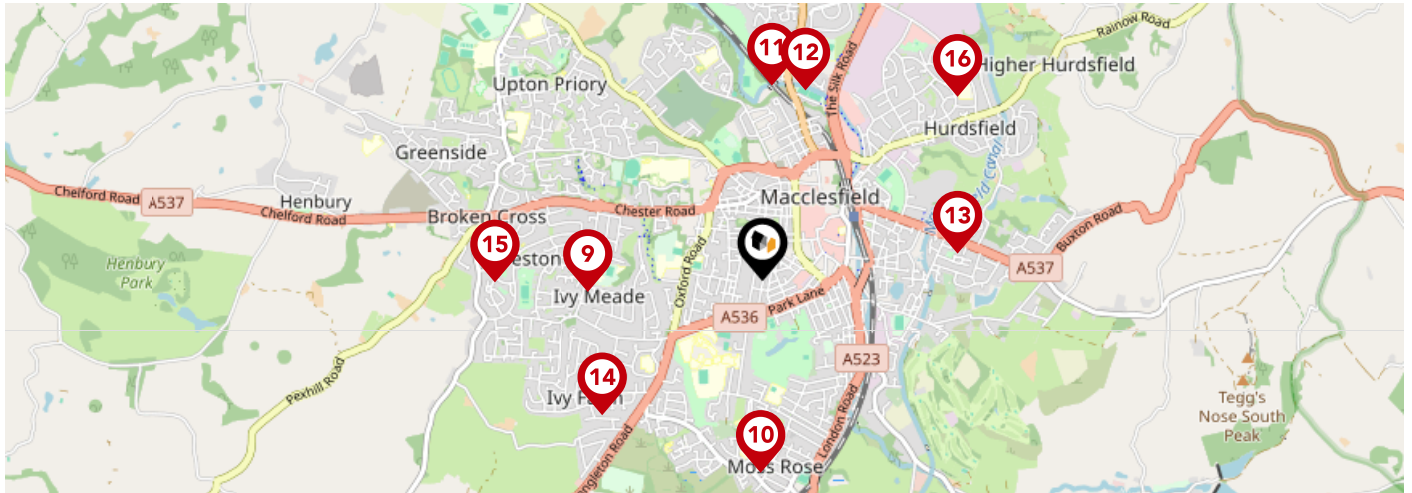 Rainow Road
11
12
The Silk Road
16
Higher Hurdsfield
Upton Priory
Hurdsfield
Greenside
Chelford Road
A537
Henbury
Chelford Road
Broken Cross
Chester Road
Macclesfield
13
Buxton Road
15
9
Henbury
Park
Oxford Road
A537
Ivy Meade
Park Lane
A536
A523
Pexhill Road
14
London Road
10
Moss Rose
Tegg's
Nose South
Peak